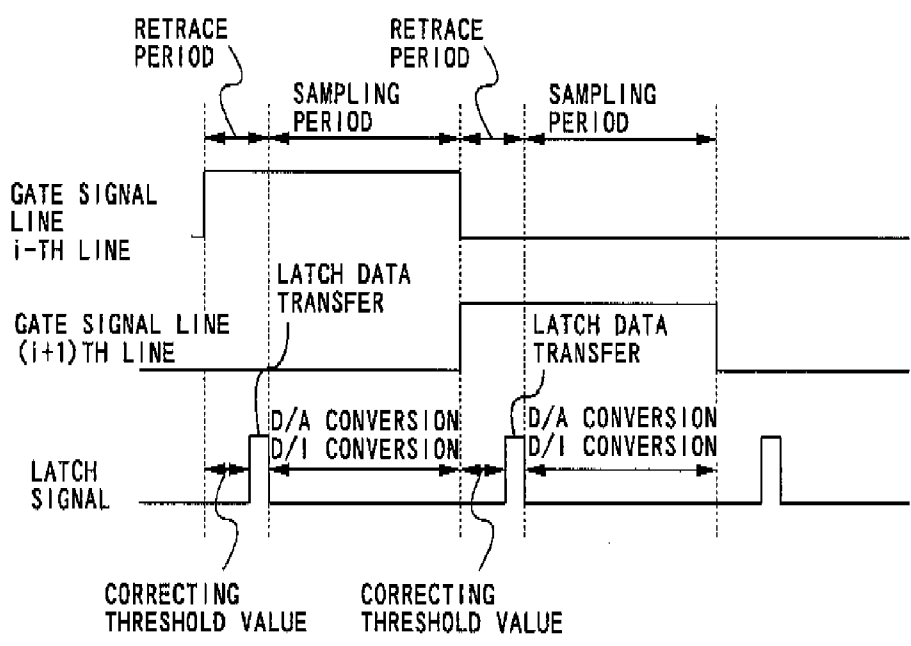 RETRACE
PERIOD
RETRACE
PERIOD
SAMPLING
PERIOD
SAMPLING
PERIOD
GATE SIGNAL
LINE
i-TH LINE
LATCH DATA
TRANSFER
GATE SIGNAL LINE
(i+1)TH LINE
LATCH DATA
TRANSFER
D/A CONVERSION
D/I CONVERSION
D/A CONVERSION
D/I CONVERSION
LATCH
SIGNAL
CORRECTING
THRESHOLD VALUE
CORRECTING
THRESHOLD VALUE